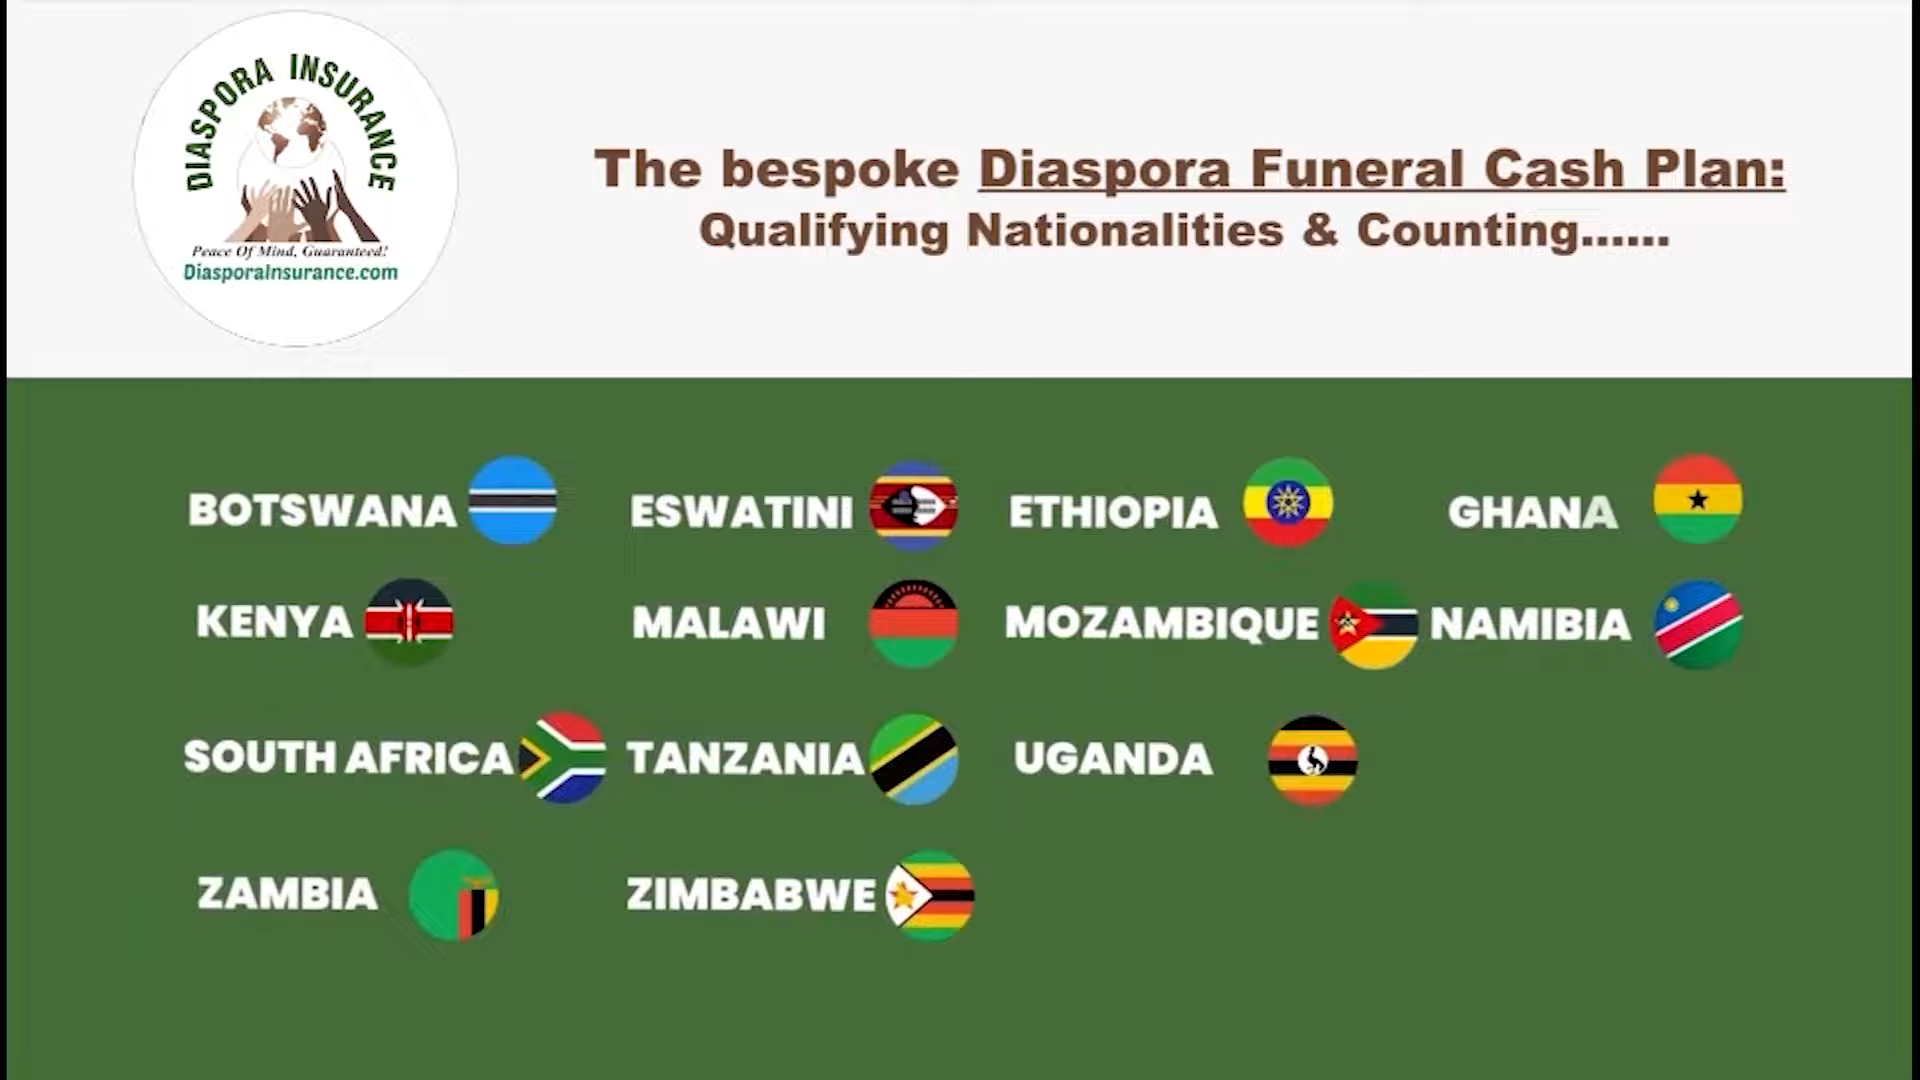 DIASPORA INSURANCE
Peace Of Mind, Guaranteed!
DiasporaInsurance.com
The bespoke Diaspora Funeral Cash Plan:
Qualifying Nationalities & Counting......
BOTSWANA ESWATINI ETHIOPIA GHANA
KENYA MALAWI MOZAMBIQUE NAMIBIA
SOUTH AFRICA TANZANIA UGANDA
ZAMBIA ZIMBABWE